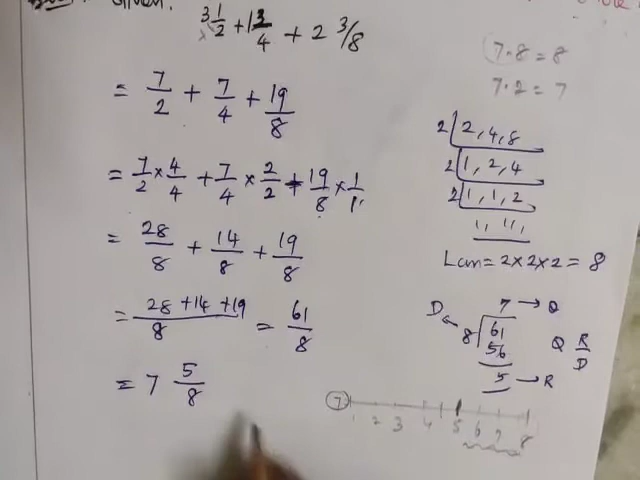 Given:
3 1/2 + 1 3/4 + 2 3/8
= 7/2 + 7/4 + 19/8
= 7/2 × 4/4 + 7/4 × 2/2 + 19/8 × 1/1
= 28/8 + 14/8 + 19/8
= 28 + 14 + 19 / 8 = 61/8
= 7 5/8
7.8 = 8
7.2 = 7
2 | 2, 4, 8
2 | 1, 2, 4
2 | 1, 1, 2
1, 1, 1,
Lcm = 2 × 2 × 2 = 8
7 → Q
D ← 8 61
56
5 → R
Q R/D
7
1 2 3 4 5 6 7 8